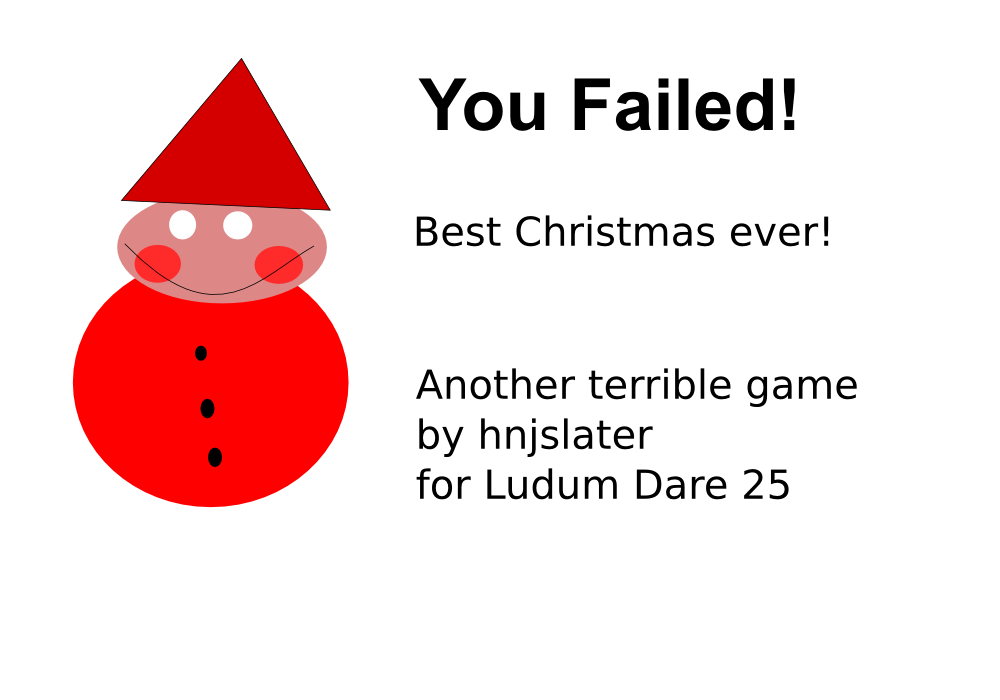 You Failed!
Best Christmas ever!
Another terrible game
by hnjslater
for Ludum Dare 25